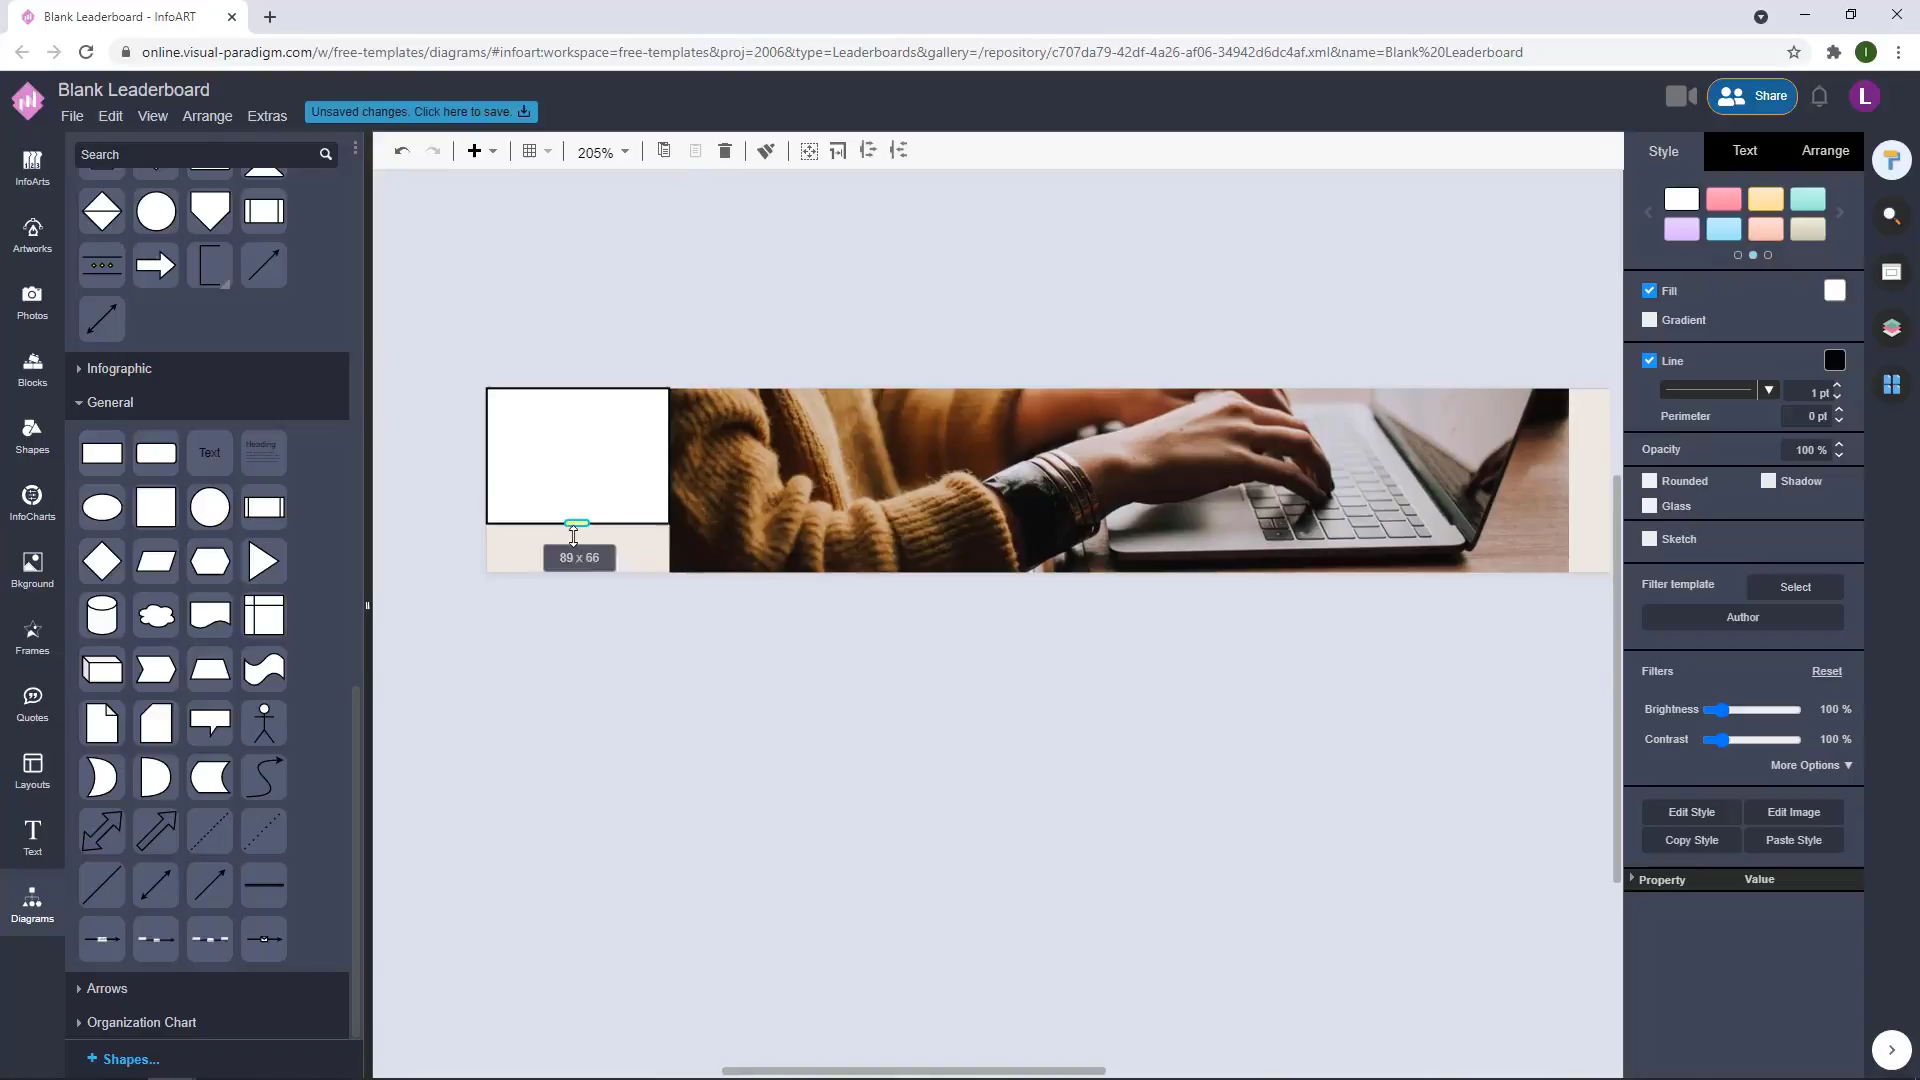 Blank Leaderboard - InfoART
online.visual-paradigm.com/w/free-templates/diagrams/#infoart:workspace=free-templates&proj=2006&type=Leaderboards&gallery=/repository/c707da79-42df-4a26-af06-34942d6dc4af.xml&name=Blank%20Leaderboard
I
Blank Leaderboard
File Edit View Arrange Extras
Unsaved changes. Click here to save.
Share
L
Search
205%
Style Text Arrange
InfoArts
Artworks
Photos
Blocks
Shapes
InfoCharts
Bkground
Frames
Quotes
Layouts
Text
Diagrams
Infographic
General
Text
Heading
Arrows
Organization Chart
+ Shapes...
89 x 66
Fill
Gradient
Line
1 pt
Perimeter 0 pt
Opacity 100 %
Rounded Shadow
Glass
Sketch
Filter template Select
Author
Filters Reset
Brightness 100 %
Contrast 100 %
More Options
Edit Style Edit Image
Copy Style Paste Style
Property Value